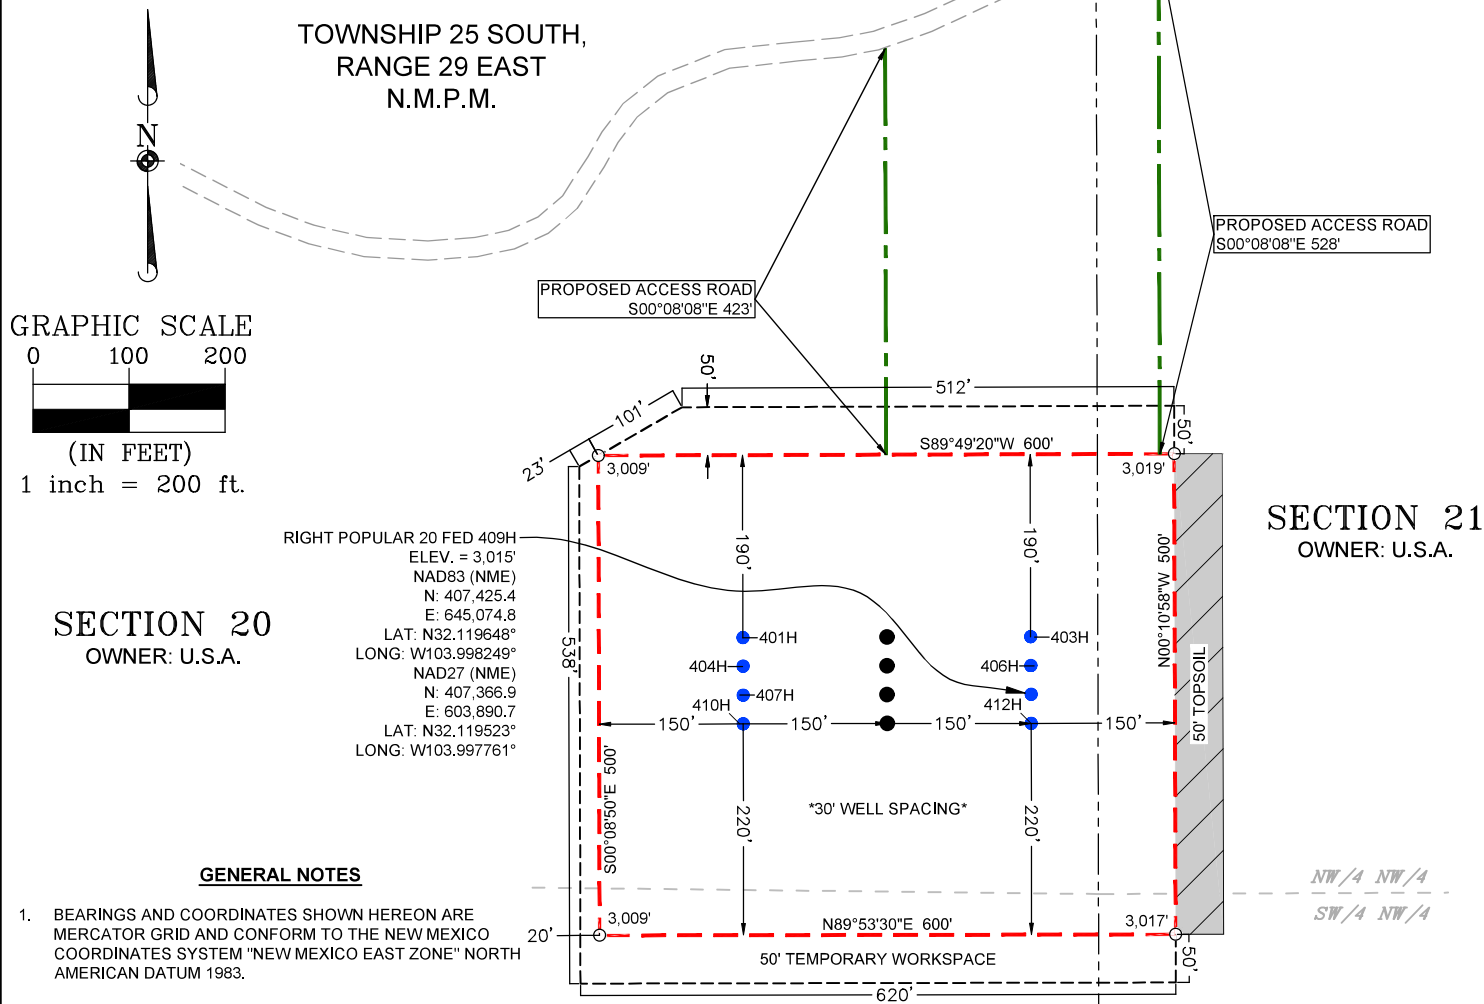 TOWNSHIP 25 SOUTH,
RANGE 29 EAST
N.M.P.M.
N
PROPOSED ACCESS ROAD
S00°08'08"E 528'
PROPOSED ACCESS ROAD
S00°08'08"E 423'
GRAPHIC SCALE
0 100 200
(IN FEET)
1 inch = 200 ft.
50'
512'
101'
23'
50'
S89°49'20"W 600'
3,009'
3,019'
SECTION 21
OWNER: U.S.A.
RIGHT POPULAR 20 FED 409H
ELEV. = 3,015'
NAD83 (NME)
N: 407,425.4
E: 645,074.8
LAT: N32.119648°
LONG: W103.998249°
NAD27 (NME)
N: 407,366.9
E: 603,890.7
LAT: N32.119523°
LONG: W103.997761°
SECTION 20
OWNER: U.S.A.
190'
190'
N00°10'58"W 500'
538'
401H
403H
404H
406H
407H
410H
412H
50' TOPSOIL
150' 150' 150' 150'
S00°08'50"E 500'
220'
*30' WELL SPACING*
220'
NW/4 NW/4
SW/4 NW/4
GENERAL NOTES
1. BEARINGS AND COORDINATES SHOWN HEREON ARE
MERCATOR GRID AND CONFORM TO THE NEW MEXICO
COORDINATES SYSTEM "NEW MEXICO EAST ZONE" NORTH
AMERICAN DATUM 1983.
3,009'
N89°53'30"E 600'
3,017'
20'
50' TEMPORARY WORKSPACE
50'
620'